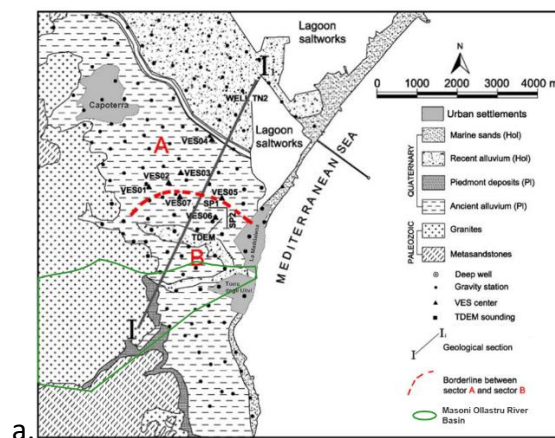 Lagoon
saltworks
N
I₁
0 1000 2000 4000 m
WELL TN2
Capoterra
Lagoon
saltworks
A
VES04
MEDITERRANEAN SEA
VES02
VES03
VES01
VES05
VES07
SP1
VES06
SP2
TDEM
B
I
Urban settlements
QUATERNARY
Marine sands (Hol)
Recent alluvium (Hol)
Piedmont deposits (Pl)
Ancient alluvium (Pl)
PALEOZOIC
Granites
Metasandstones
Deep well
Gravity station
VES center
TDEM sounding
I I₁
Geological section
Borderline between
sector A and sector B
Masoni Ollastru River
Basin
a.